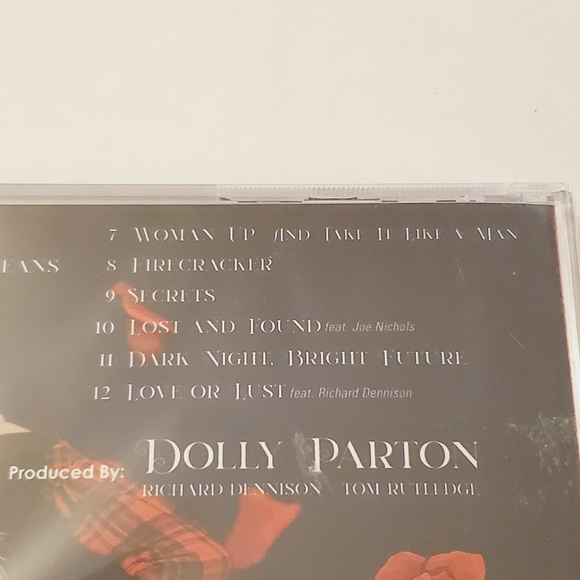 7 WOMAN UP AND TAKE IT LIKE A MAN
EANS 8 FIRECRACKER
9 SECRETS
10 LOST AND FOUND feat. Joe Nichols
11 DARK NIGHT, BRIGHT FUTURE
12 LOVE OR LUST feat. Richard Dennison
Produced By: DOLLY PARTON
RICHARD DENNISON TOM RUTLEDGE